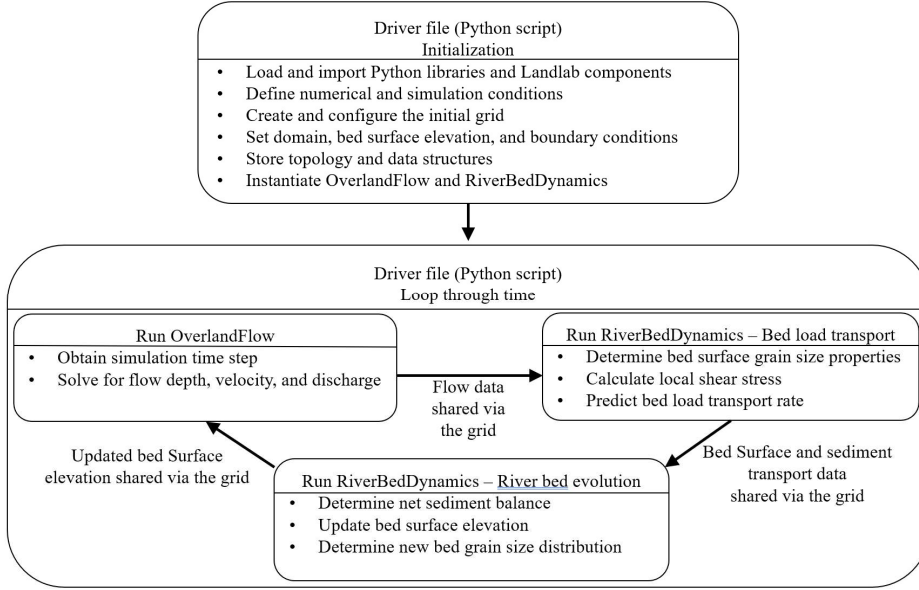 Driver file (Python script)
Initialization
• Load and import Python libraries and Landlab components
• Define numerical and simulation conditions
• Create and configure the initial grid
• Set domain, bed surface elevation, and boundary conditions
• Store topology and data structures
• Instantiate OverlandFlow and RiverBedDynamics
Driver file (Python script)
Loop through time
Run OverlandFlow
• Obtain simulation time step
• Solve for flow depth, velocity, and discharge
Flow data
shared via
the grid
Run RiverBedDynamics – Bed load transport
• Determine bed surface grain size properties
• Calculate local shear stress
• Predict bed load transport rate
Bed Surface and sediment
transport data
shared via the grid
Run RiverBedDynamics – River bed evolution
• Determine net sediment balance
• Update bed surface elevation
• Determine new bed grain size distribution
Updated bed Surface
elevation shared via the grid